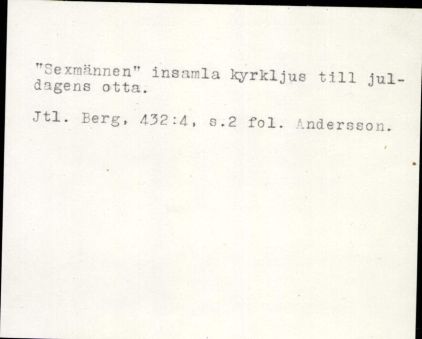 "Sexmännen" insamla kyrkljus till jul-
dagens otta.
Jtl. Berg, 432:4, s.2 fol. Andersson.